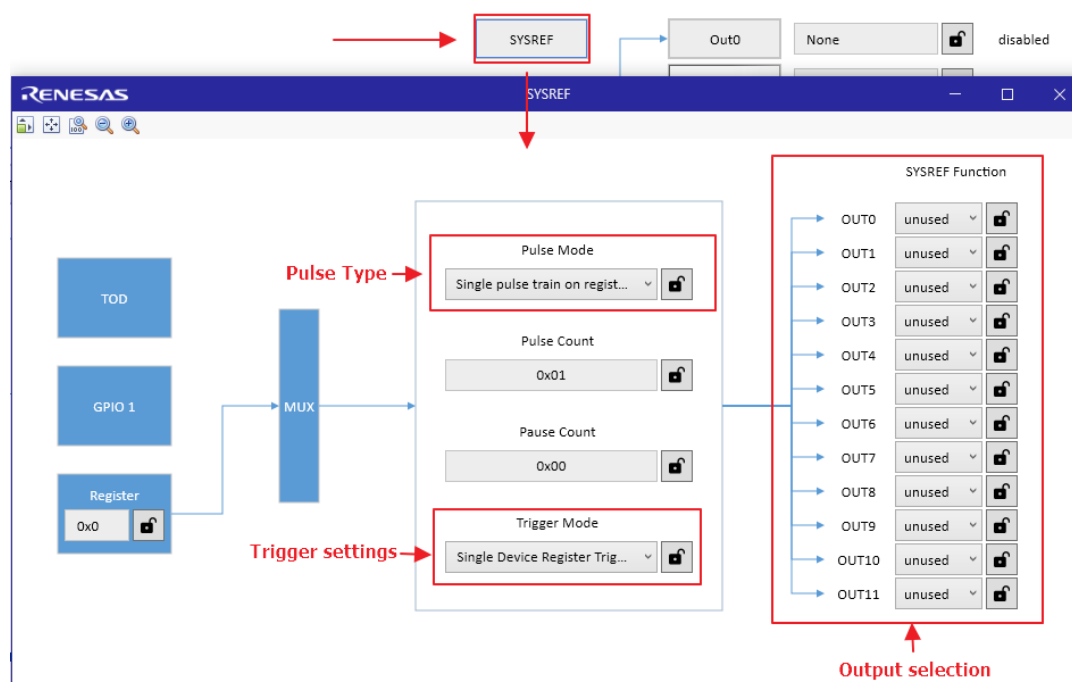 SYSREF
Out0
None
disabled
RENESAS
SYSREF
SYSREF Function
OUT0 unused
Pulse Mode
OUT1 unused
Pulse Type
Single pulse train on regist...
TOD
OUT2 unused
OUT3 unused
Pulse Count
OUT4 unused
0x01
OUT5 unused
GPIO 1
MUX
OUT6 unused
Pause Count
OUT7 unused
0x00
OUT8 unused
Register
0x0
OUT9 unused
Trigger Mode
Trigger settings
Single Device Register Trig...
OUT10 unused
OUT11 unused
Output selection